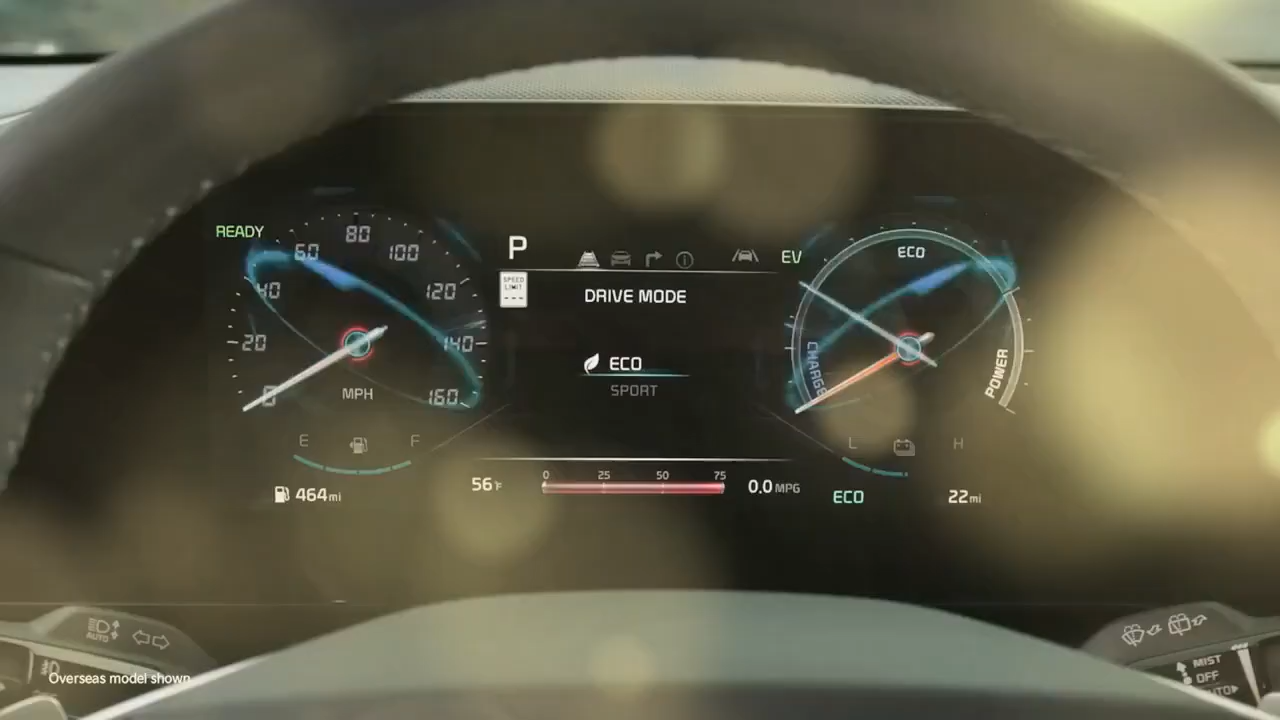 READY
P
EV
SPEED LIMIT
---
DRIVE MODE
ECO
SPORT
0
20
40
60
80
100
120
140
160
MPH
E
F
464mi
56°F
0
25
50
75
0.0 MPG
ECO
CHARGE
POWER
L
H
ECO
22mi
AUTO
MIST
OFF
AUTO
Overseas model shown